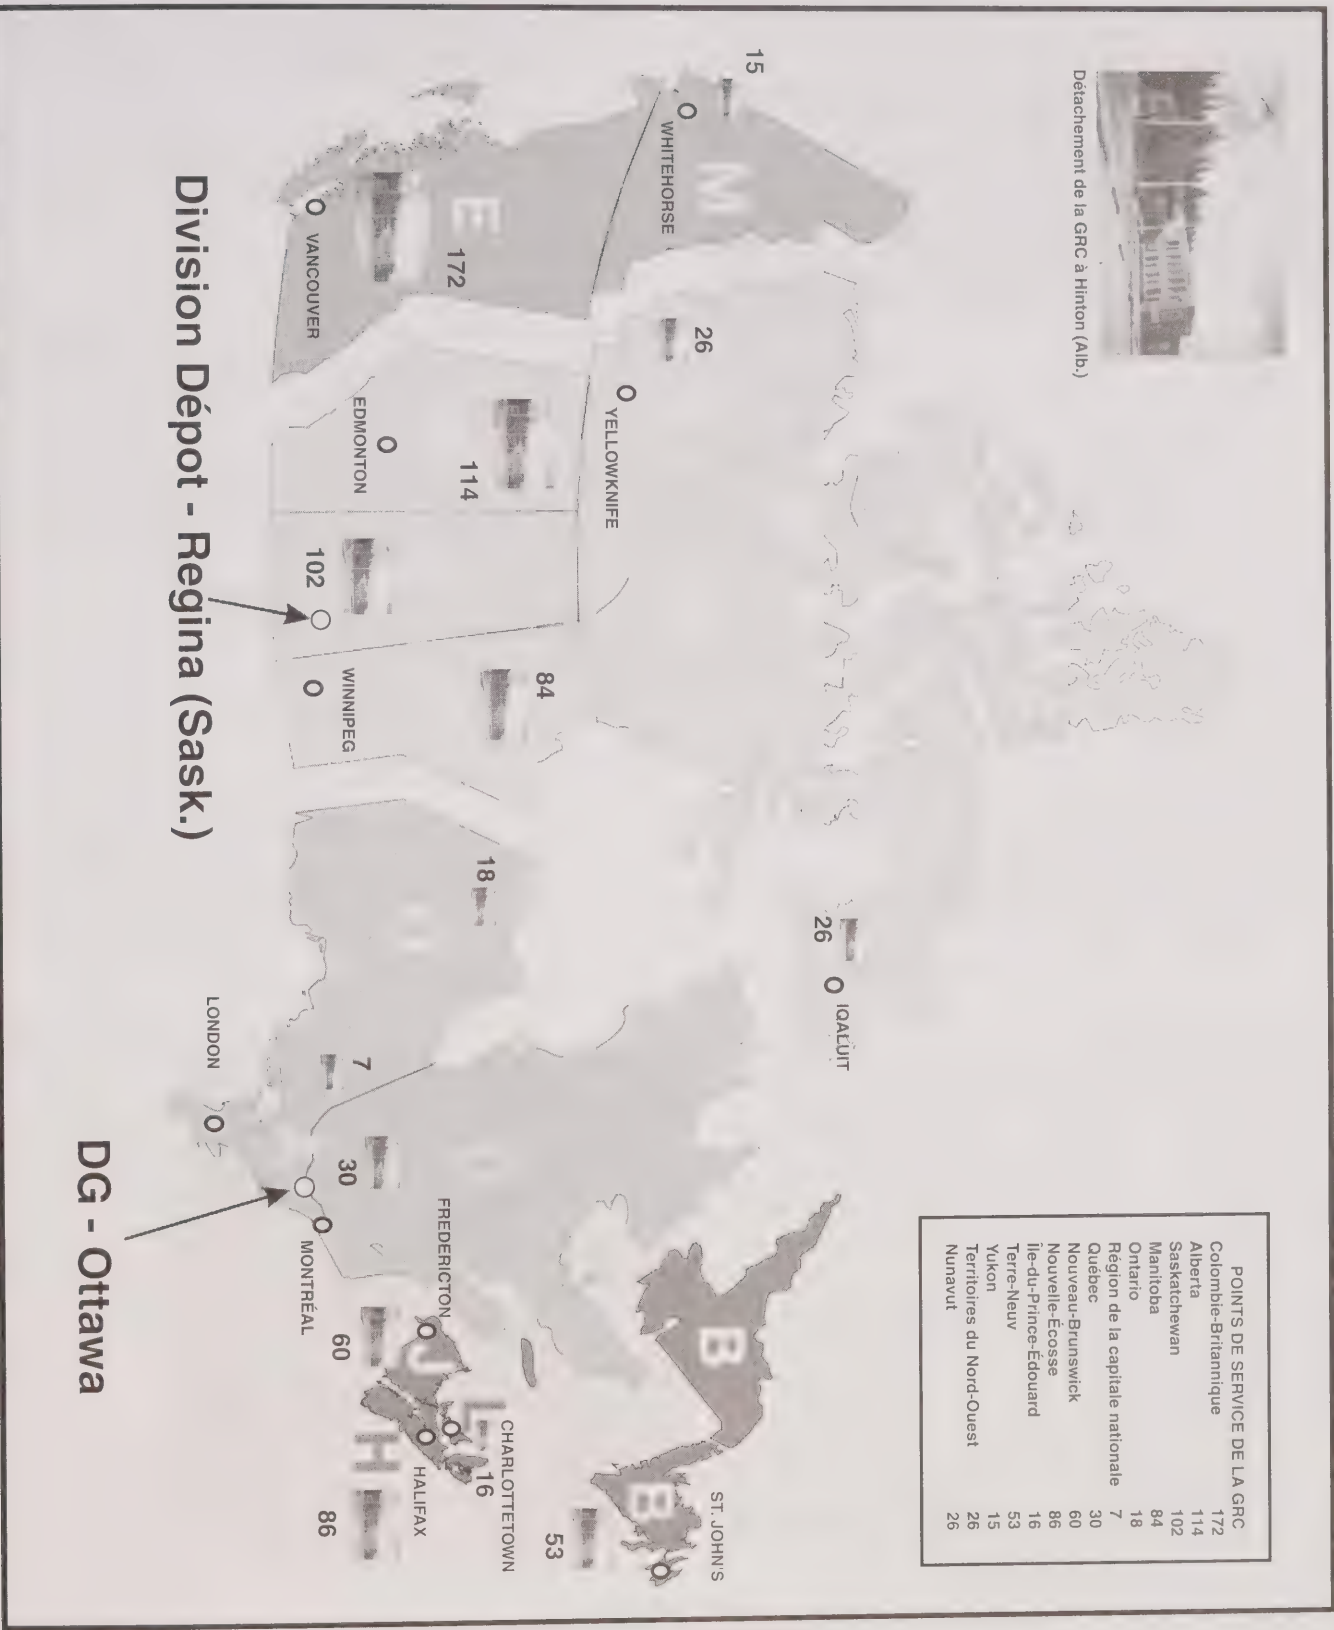 Détachement de la GRC à Hinton (Alb.)
POINTS DE SERVICE DE LA GRC
Colombie-Britannique 172
Alberta 114
Saskatchewan 102
Manitoba 84
Ontario 18
Région de la capitale nationale 7
Québec 30
Nouveau-Brunswick 60
Nouvelle-Écosse 86
Île-du-Prince-Édouard 16
Terre-Neuv 53
Yukon 15
Territoires du Nord-Ouest 26
Nunavut 26
15
M
WHITEHORSE
26
YELLOWKNIFE
26
IQALUIT
E
172
VANCOUVER
114
EDMONTON
102
84
WINNIPEG
18
O
7
LONDON
30
MONTRÉAL
B
B
ST. JOHN'S
53
FREDERICTON
J
60
L
CHARLOTTETOWN
16
H
HALIFAX
86
Division Dépot - Regina (Sask.)
DG - Ottawa